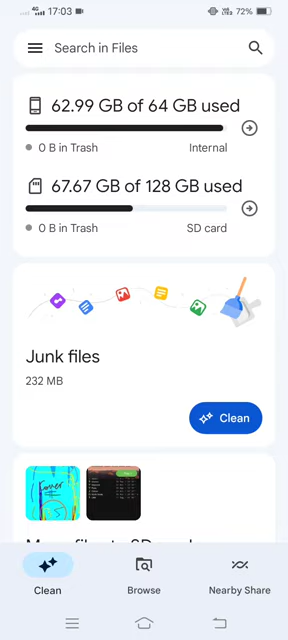 4G 17:03 72%
Search in Files
62.99 GB of 64 GB used
0 B in Trash Internal
67.67 GB of 128 GB used
0 B in Trash SD card
Junk files
232 MB
Clean
Clean Browse Nearby Share